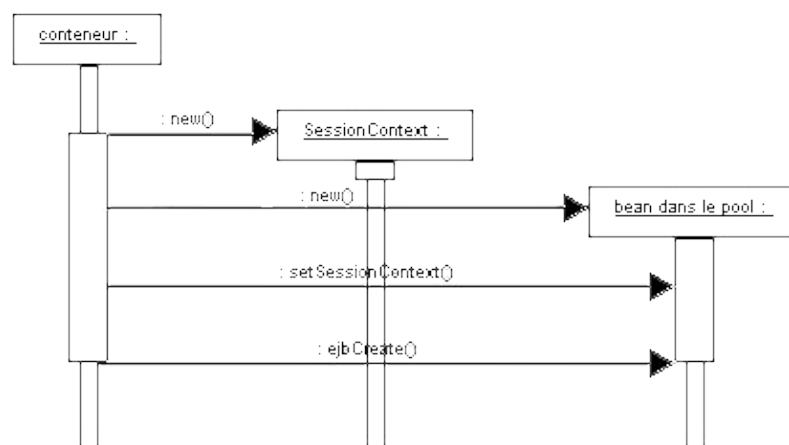 conteneur :
: new()
SessionContext :
: new()
bean dans le pool :
: setSessionContext()
: ejbCreate()